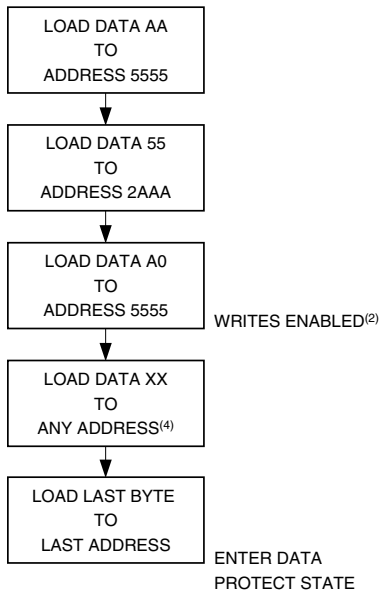 LOAD DATA AA
TO
ADDRESS 5555
LOAD DATA 55
TO
ADDRESS 2AAA
LOAD DATA A0
TO
ADDRESS 5555
WRITES ENABLED(2)
LOAD DATA XX
TO
ANY ADDRESS(4)
LOAD LAST BYTE
TO
LAST ADDRESS
ENTER DATA
PROTECT STATE